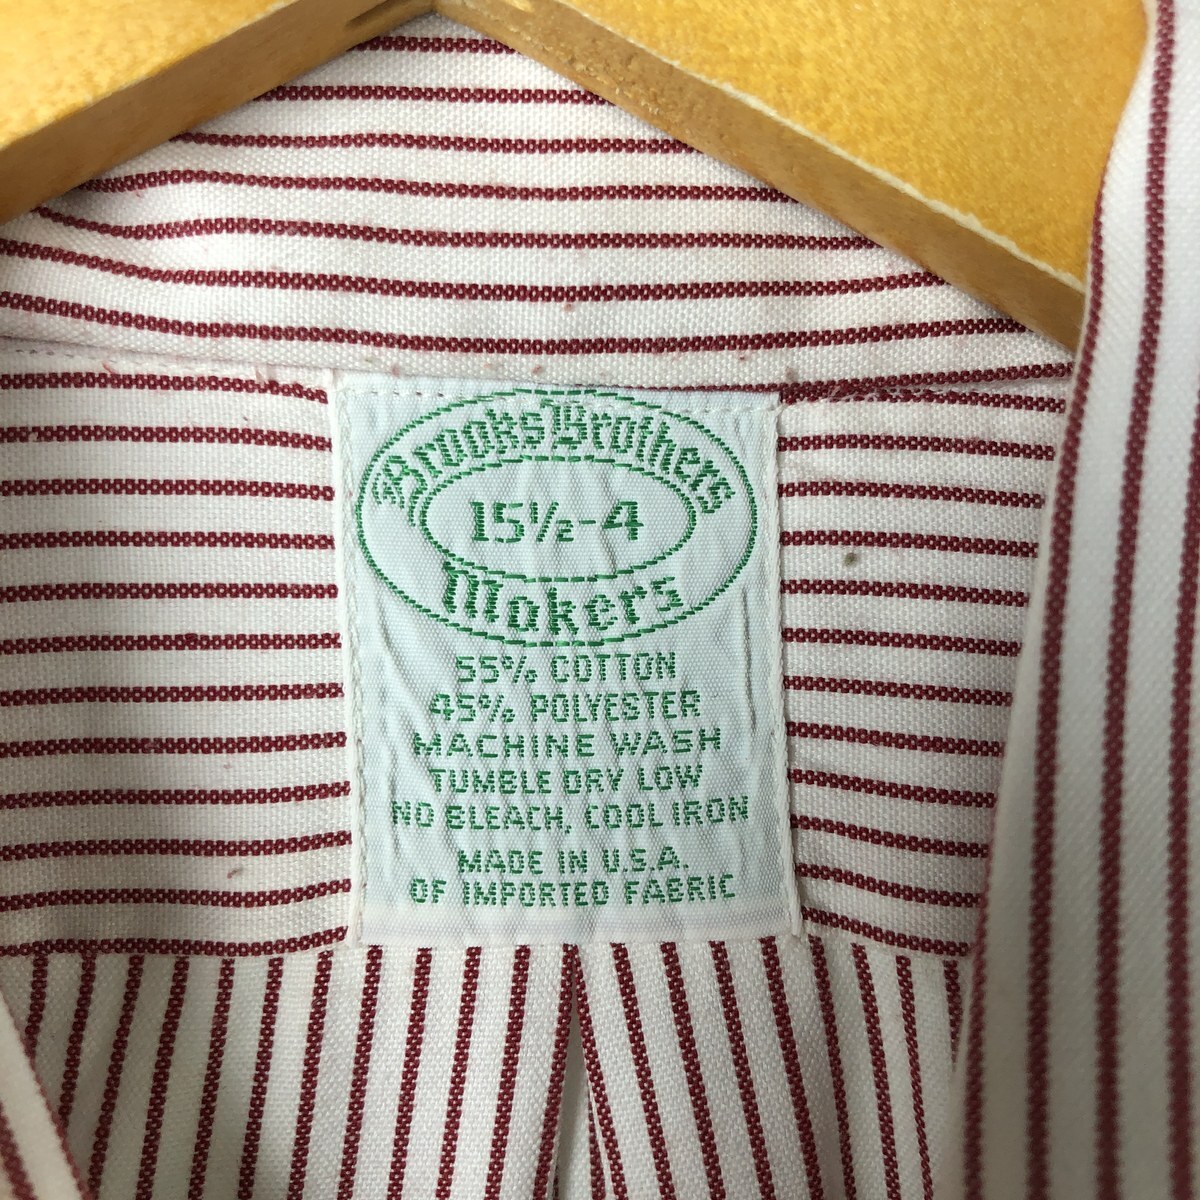 Brooks Brothers
15½-4
Makers
55% COTTON
45% POLYESTER
MACHINE WASH
TUMBLE DRY LOW
NO BLEACH, COOL IRON
MADE IN U.S.A.
OF IMPORTED FABRIC